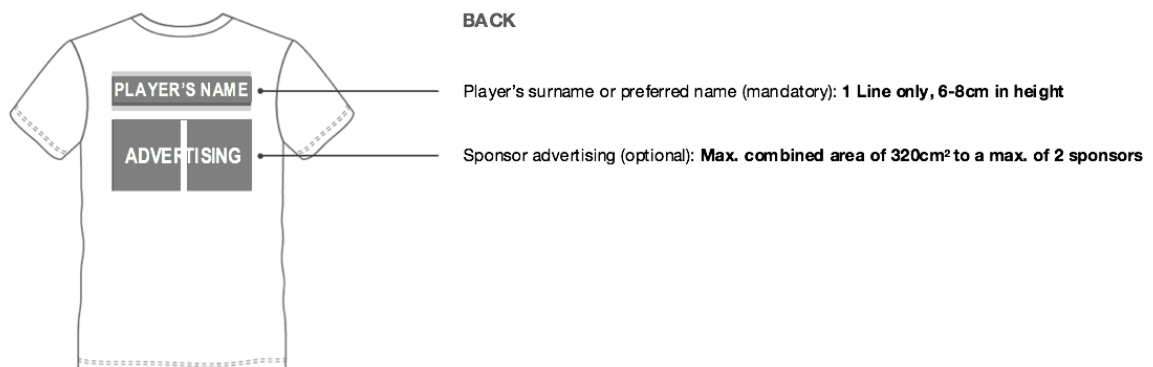 BACK
PLAYER'S NAME
Player's surname or preferred name (mandatory): 1 Line only, 6-8cm in height
ADVERTISING
Sponsor advertising (optional): Max. combined area of 320cm² to a max. of 2 sponsors